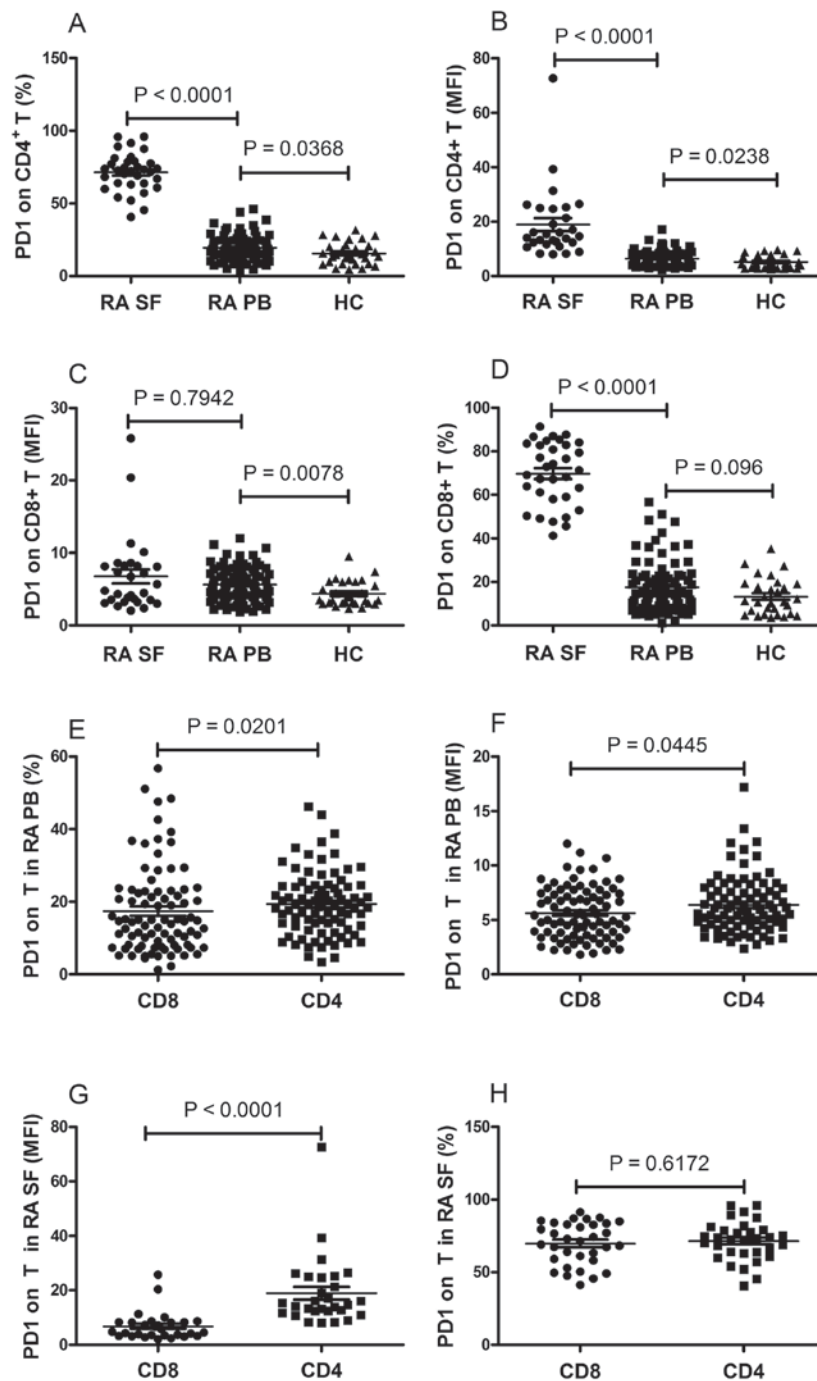 A
PD1 on CD4⁺ T (%)
150
100
50
0
P < 0.0001
P = 0.0368
RA SF RA PB HC
B
PD1 on CD4+ T (MFI)
80
60
40
20
0
P < 0.0001
P = 0.0238
RA SF RA PB HC
C
PD1 on CD8+ T (MFI)
30
20
10
0
P = 0.7942
P = 0.0078
RA SF RA PB HC
D
PD1 on CD8+ T (%)
100
80
60
40
20
0
P < 0.0001
P = 0.096
RA SF RA PB HC
E
PD1 on T in RA PB (%)
60
40
20
0
P = 0.0201
CD8 CD4
F
PD1 on T in RA PB (MFI)
20
15
10
5
0
P = 0.0445
CD8 CD4
G
PD1 on T in RA SF (MFI)
80
60
40
20
0
P < 0.0001
CD8 CD4
H
PD1 on T in RA SF (%)
150
100
50
0
P = 0.6172
CD8 CD4